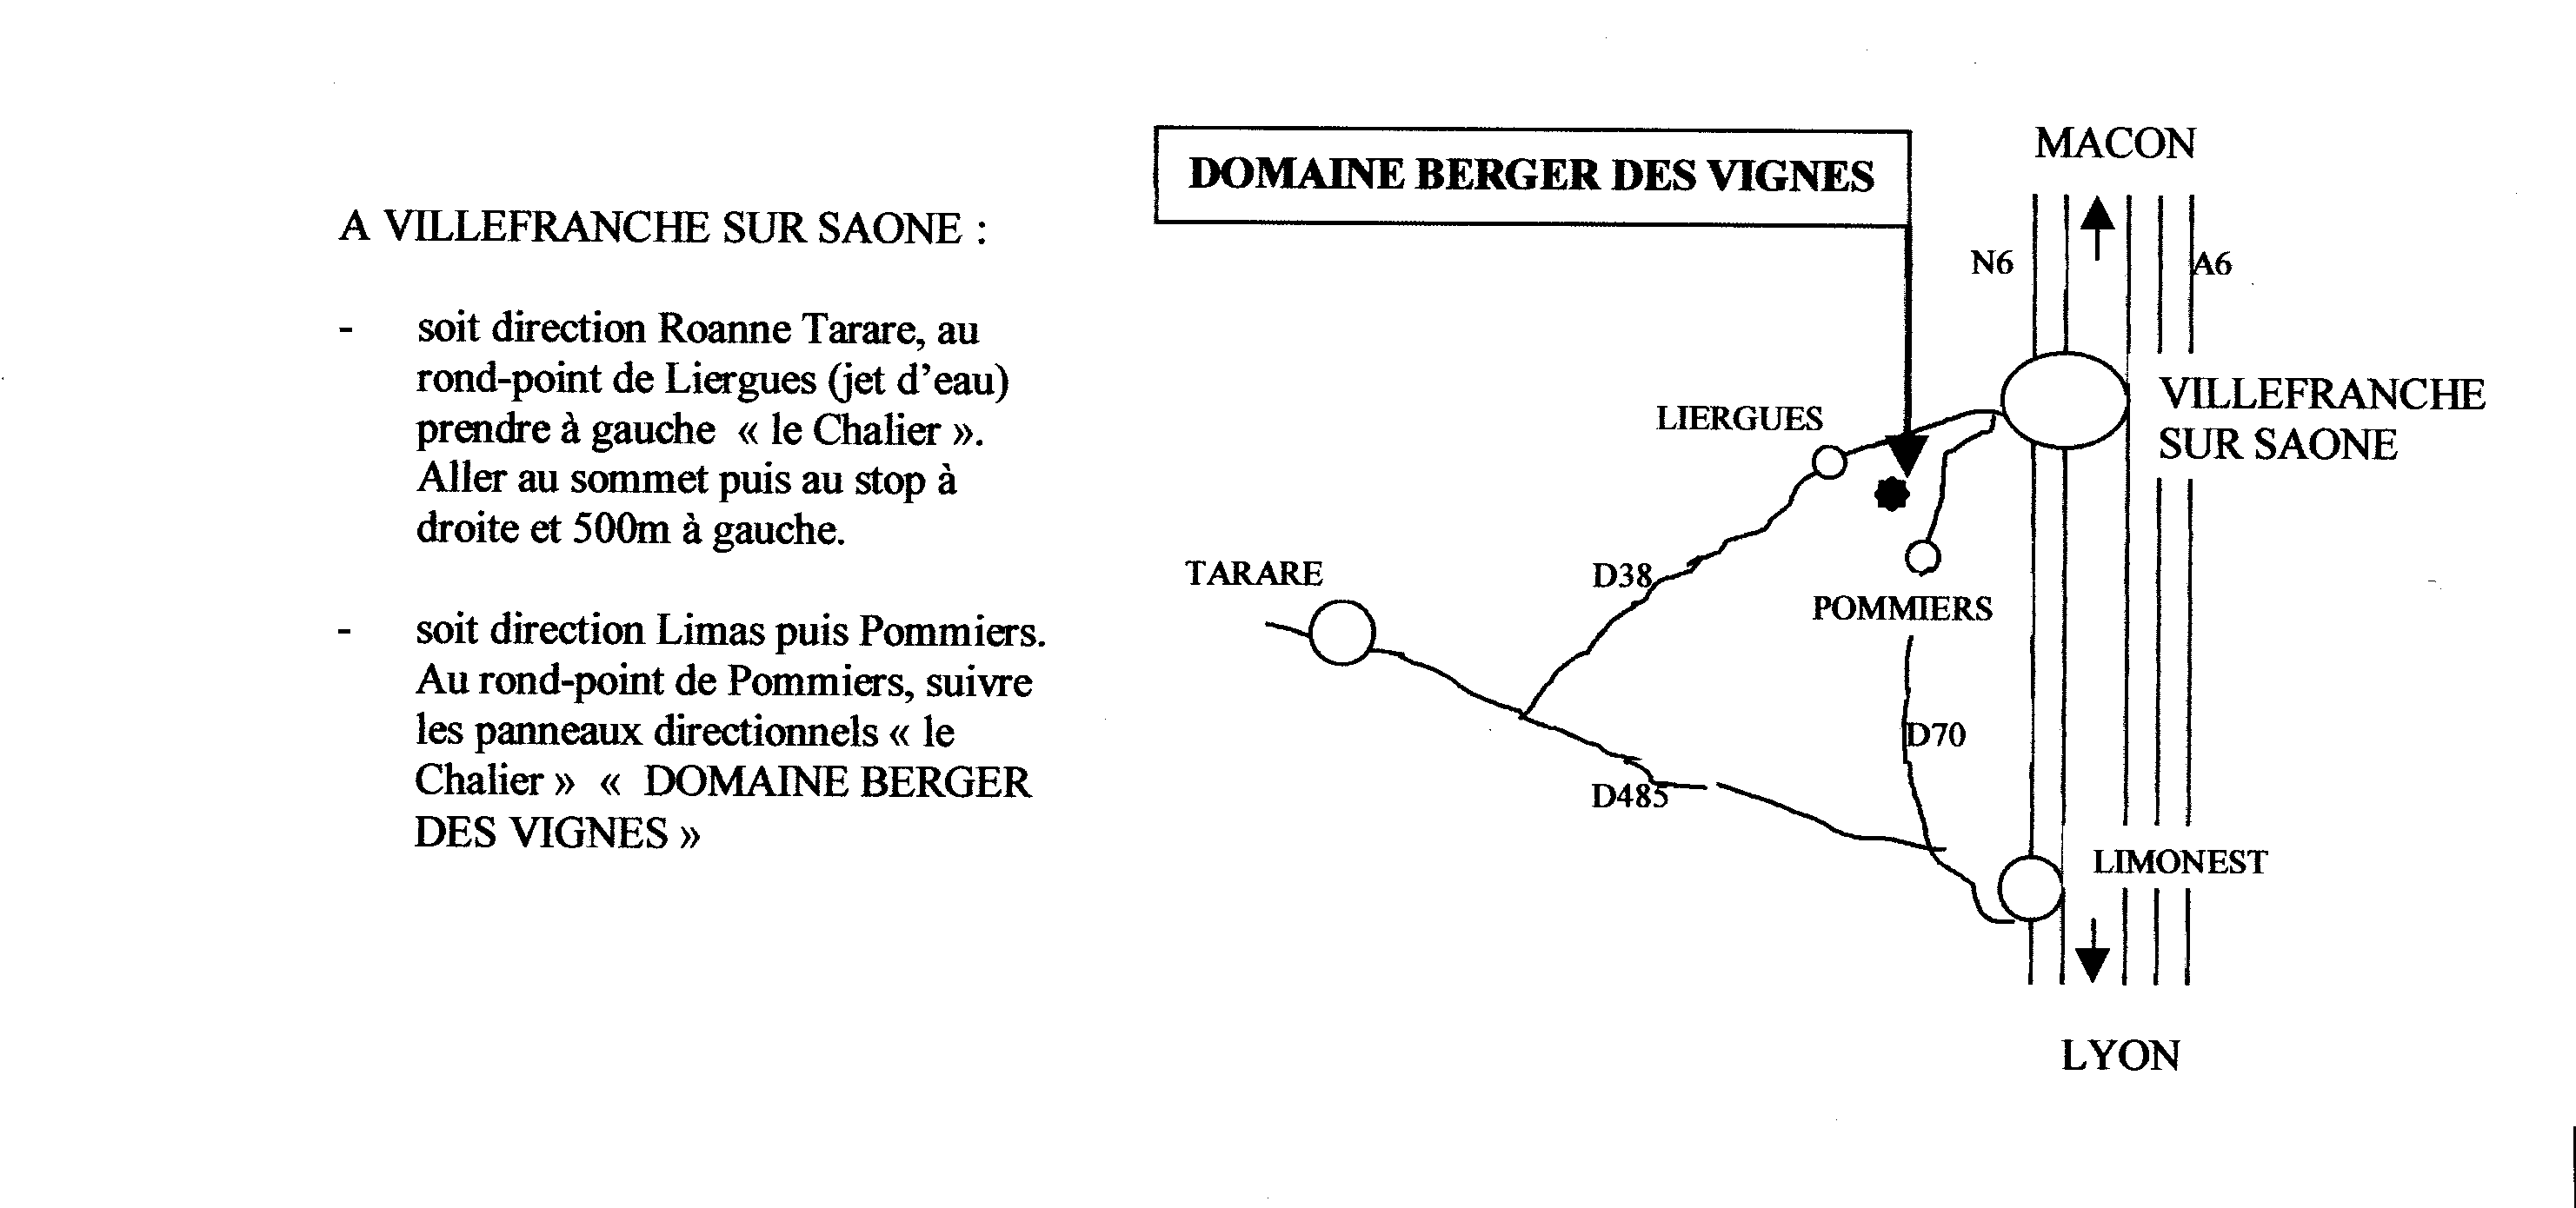 A VILLEFRANCHE SUR SAONE :
- soit direction Roanne Tarare, au
rond-point de Liergues (jet d'eau)
prendre à gauche « le Chalier ».
Aller au sommet puis au stop à
droite et 500m à gauche.
- soit direction Limas puis Pommiers.
Au rond-point de Pommiers, suivre
les panneaux directionnels « le
Chalier » « DOMAINE BERGER
DES VIGNES »
DOMAINE BERGER DES VIGNES
MACON
N6
A6
VILLEFRANCHE
SUR SAONE
LIERGUES
TARARE
D38
POMMIERS
D70
D485
LIMONEST
LYON